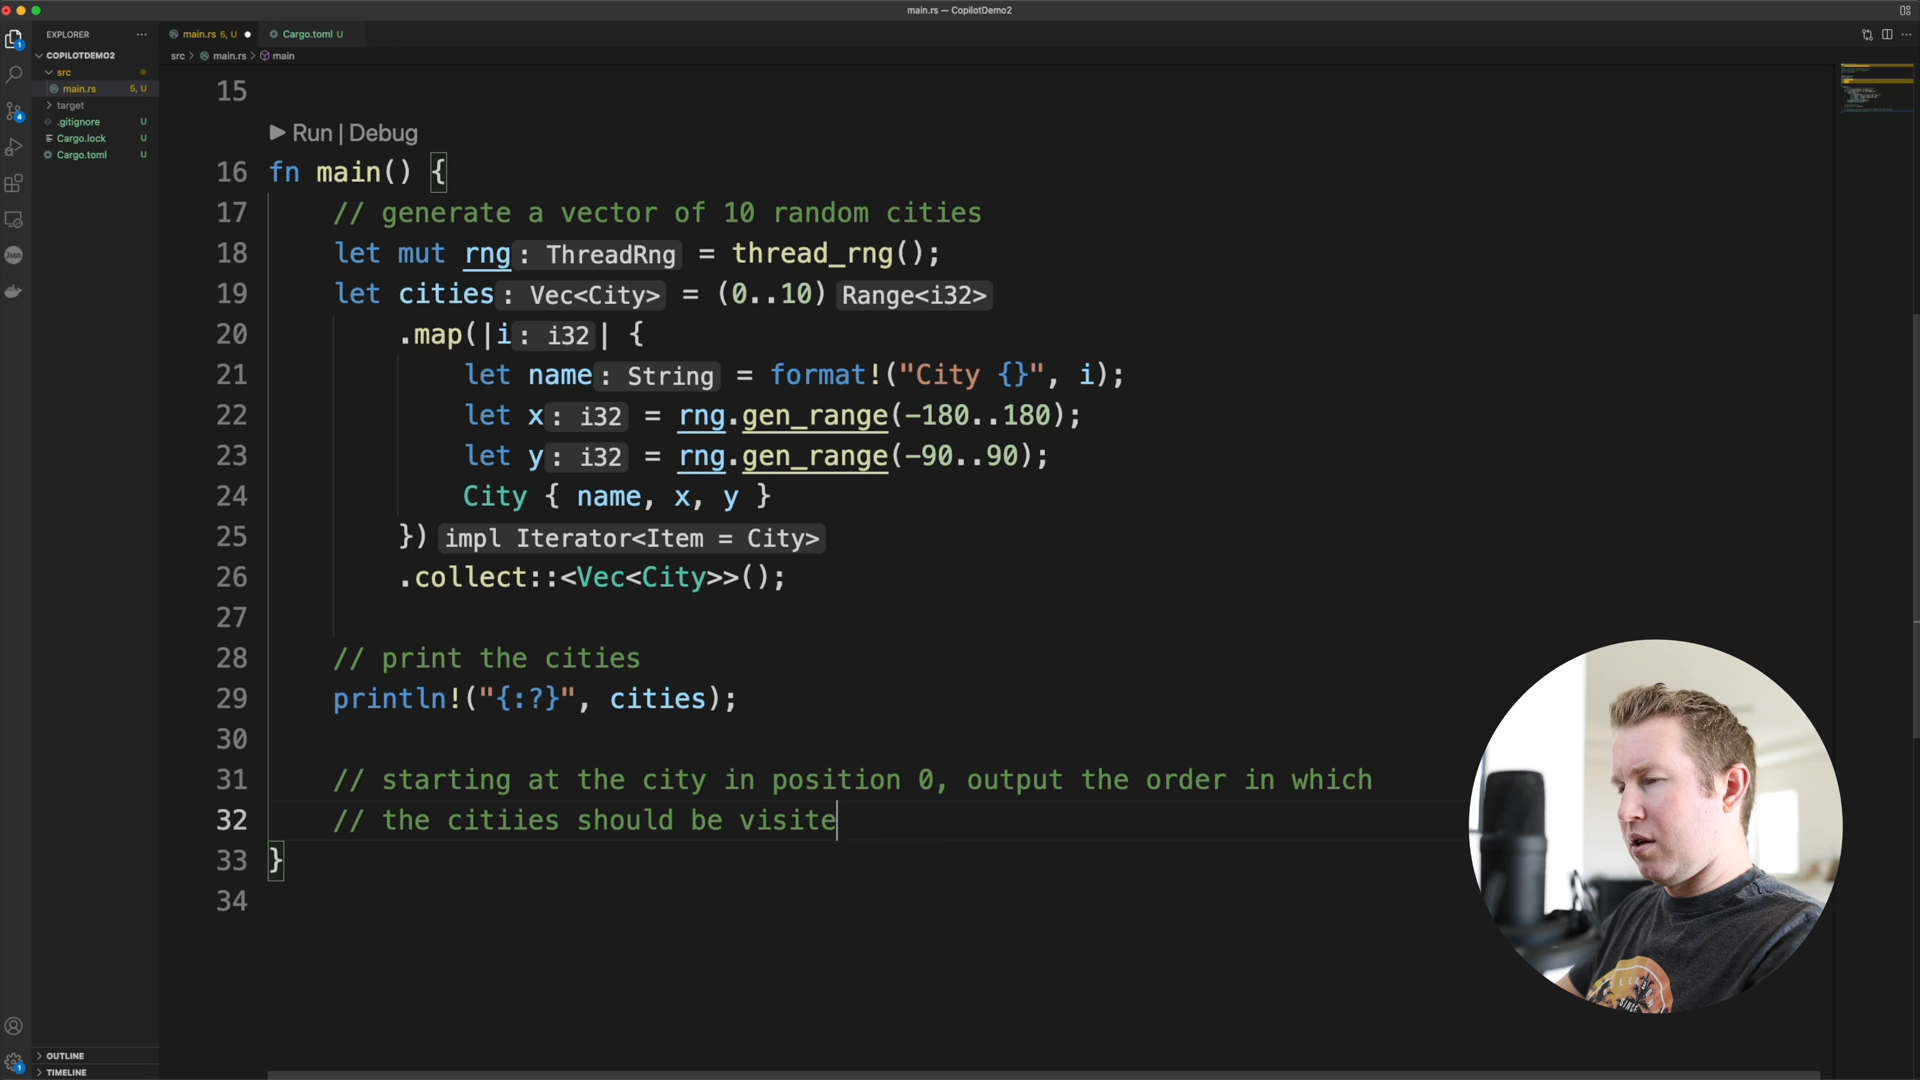 main.rs — CopilotDemo2
EXPLORER
COPILOTDEMO2
src
main.rs 5, U
target
.gitignore U
Cargo.lock U
Cargo.toml U
OUTLINE
TIMELINE
main.rs 5, U
Cargo.toml U
src > main.rs > main
15
Run | Debug
16 fn main() {
17 // generate a vector of 10 random cities
18 let mut rng: ThreadRng = thread_rng();
19 let cities: Vec<City> = (0..10) Range<i32>
20 .map(|i: i32| {
21 let name: String = format!("City {}", i);
22 let x: i32 = rng.gen_range(-180..180);
23 let y: i32 = rng.gen_range(-90..90);
24 City { name, x, y }
25 }) impl Iterator<Item = City>
26 .collect::<Vec<City>>();
27
28 // print the cities
29 println!("{:?}", cities);
30
31 // starting at the city in position 0, output the order in which
32 // the citiies should be visite
33 }
34